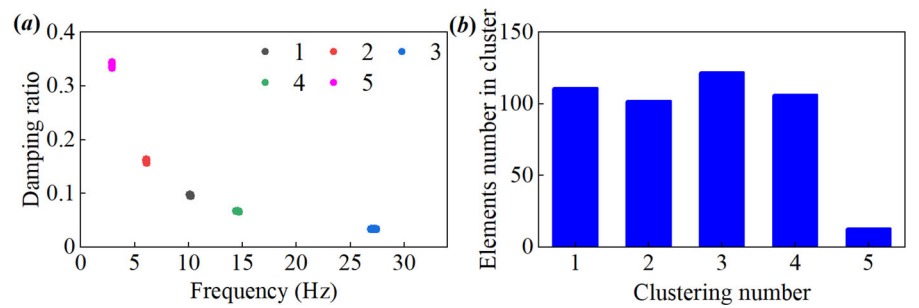 (a)
0.4
0.3
0.2
0.1
0
Damping ratio
1 2 3
4 5
0 5 10 15 20 25 30
Frequency (Hz)
(b)
150
100
50
0
Elements number in cluster
1 2 3 4 5
Clustering number